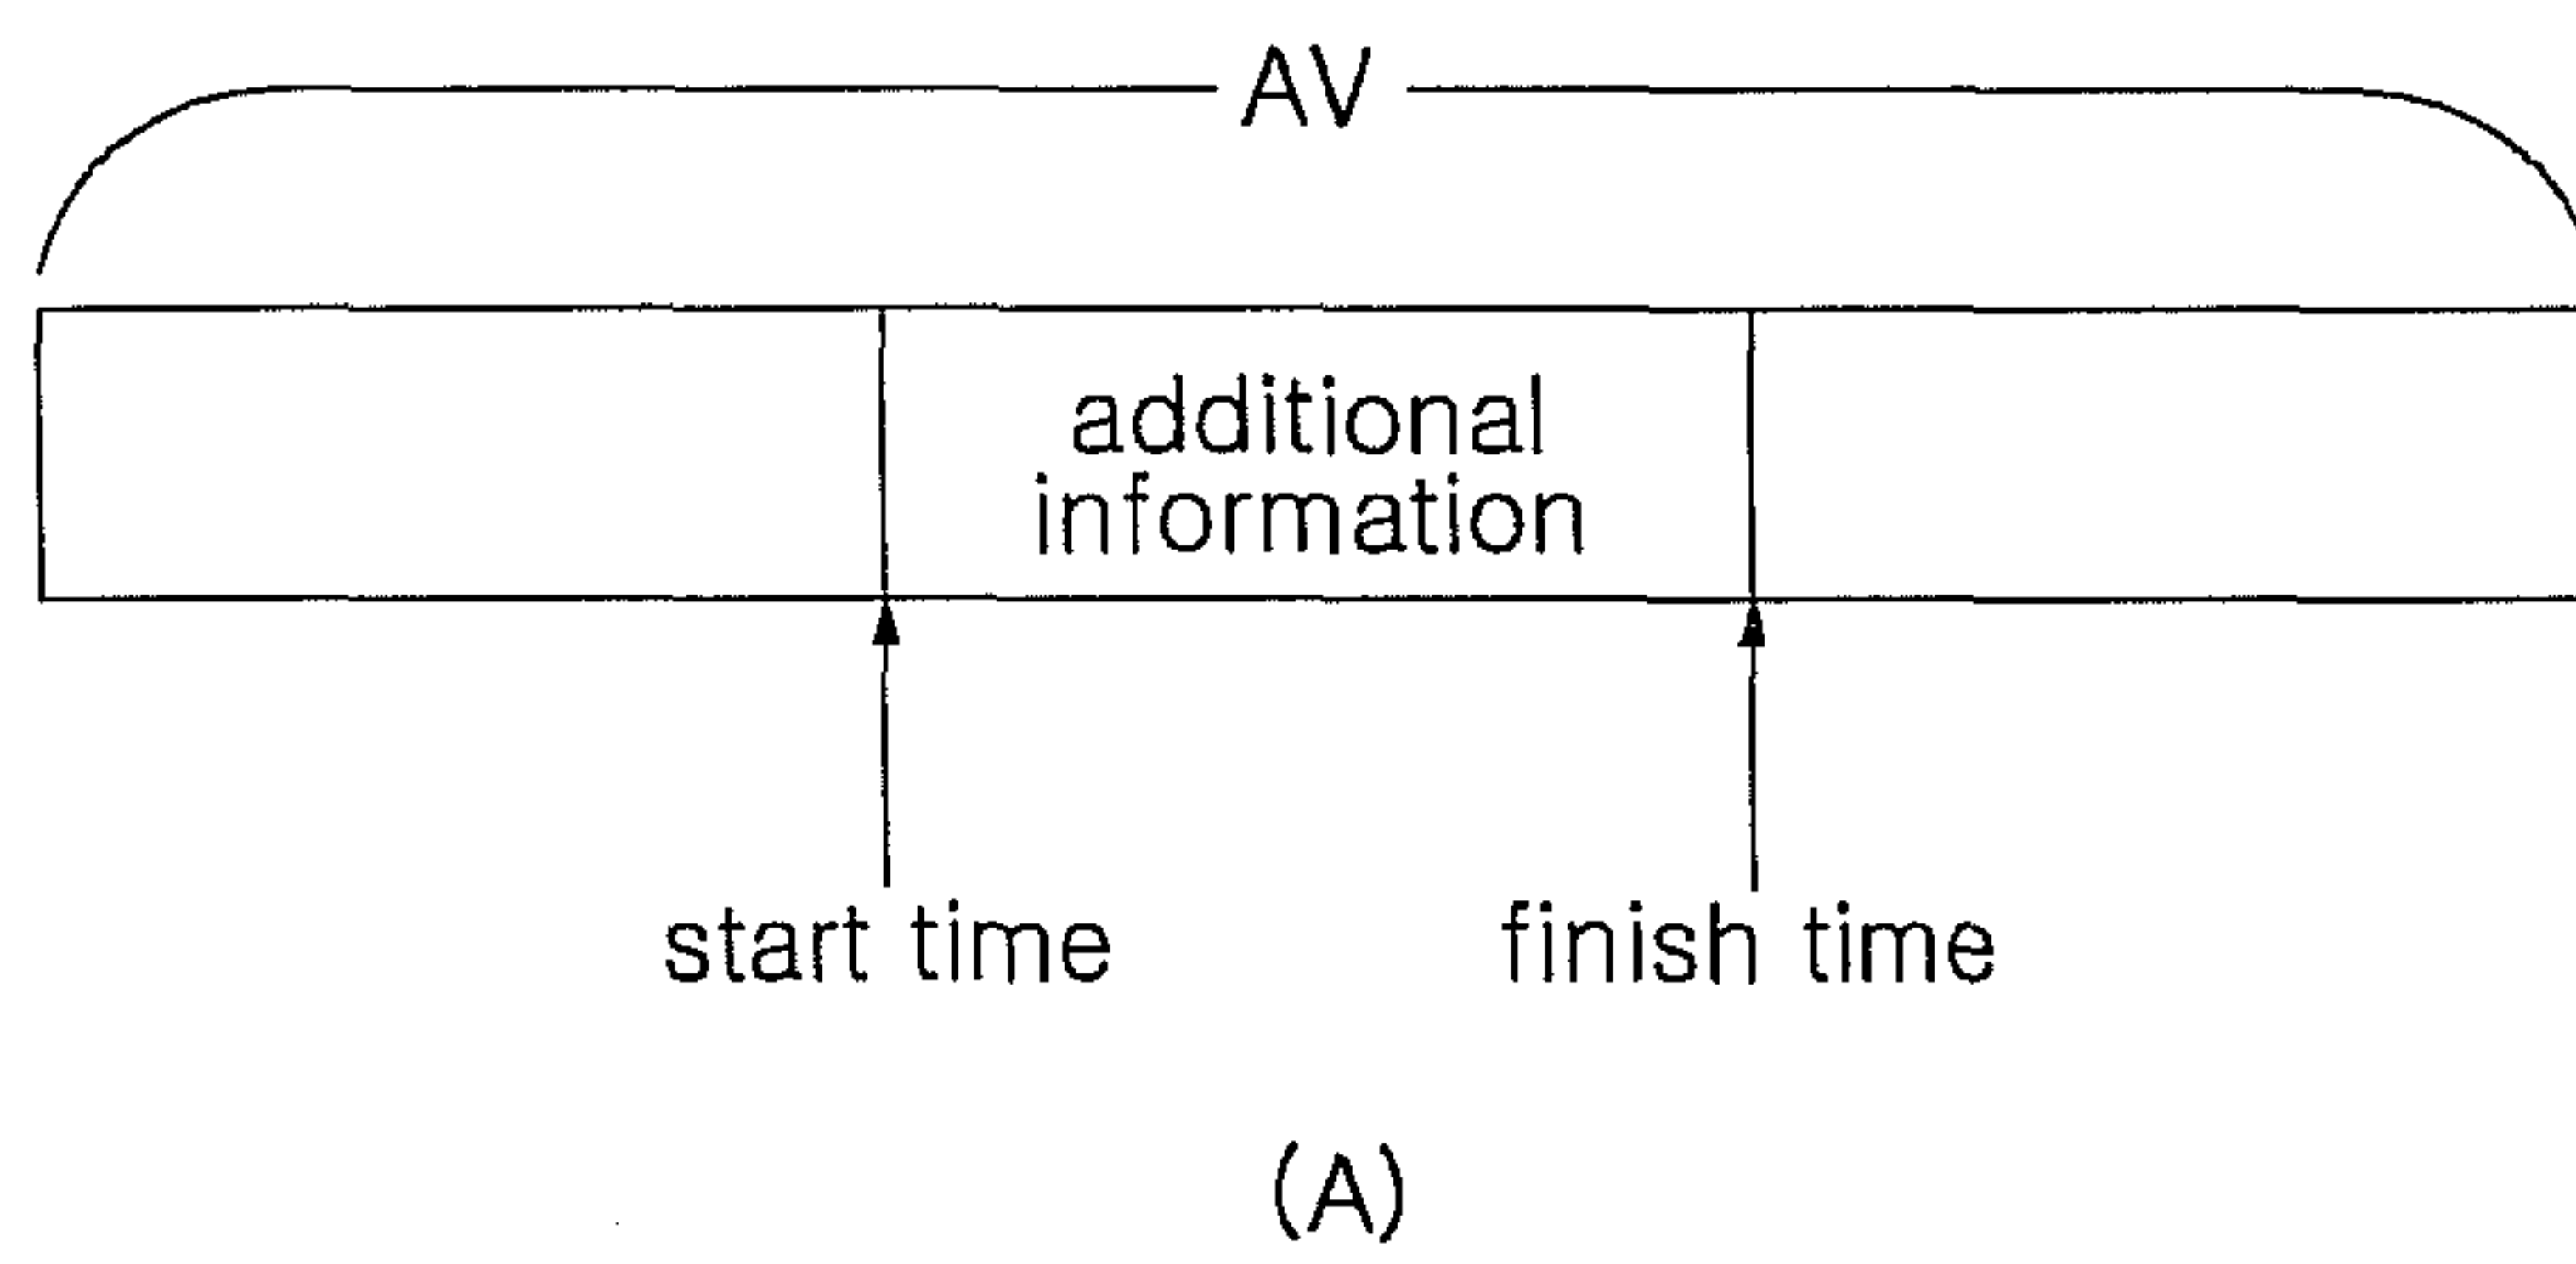 AV
additional
information
start time
finish time
(A)